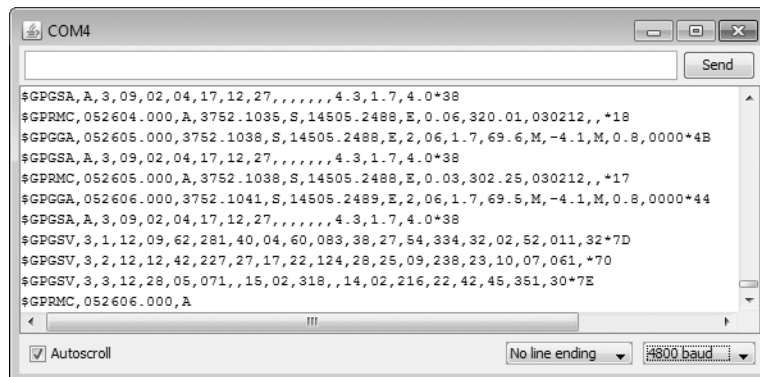 COM4
Send
$GPGSA,A,3,09,02,04,17,12,27,,,,,,,4.3,1.7,4.0*38
$GPRMC,052604.000,A,3752.1035,S,14505.2488,E,0.06,320.01,030212,,*18
$GPGGA,052605.000,3752.1038,S,14505.2488,E,2,06,1.7,69.6,M,-4.1,M,0.8,0000*4B
$GPGSA,A,3,09,02,04,17,12,27,,,,,,,4.3,1.7,4.0*38
$GPRMC,052605.000,A,3752.1038,S,14505.2488,E,0.03,302.25,030212,,*17
$GPGGA,052606.000,3752.1041,S,14505.2489,E,2,06,1.7,69.5,M,-4.1,M,0.8,0000*44
$GPGSA,A,3,09,02,04,17,12,27,,,,,,,4.3,1.7,4.0*38
$GPGSV,3,1,12,09,62,281,40,04,60,083,38,27,54,334,32,02,52,011,32*7D
$GPGSV,3,2,12,12,42,227,27,17,22,124,28,25,09,238,23,10,07,061,*70
$GPGSV,3,3,12,28,05,071,,15,02,318,,14,02,216,22,42,45,351,30*7E
$GPRMC,052606.000,A
Autoscroll
No line ending
4800 baud